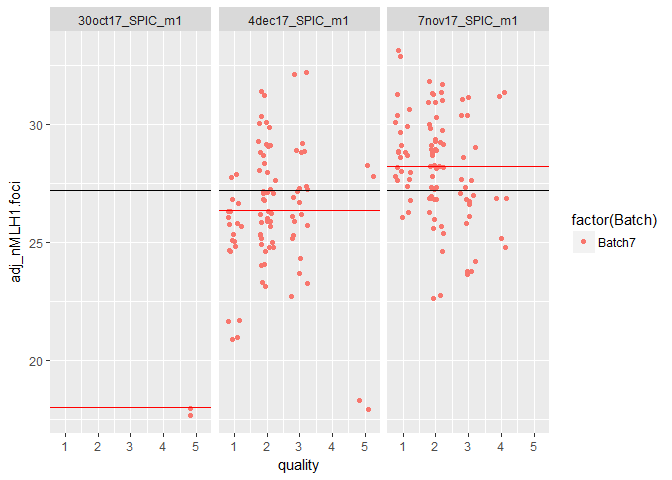 30oct17_SPIC_m1 4dec17_SPIC_m1 7nov17_SPIC_m1
30
25
20
adj_nMLH1 foci
1 2 3 4 5 1 2 3 4 5 1 2 3 4 5
quality
factor(Batch)
Batch7